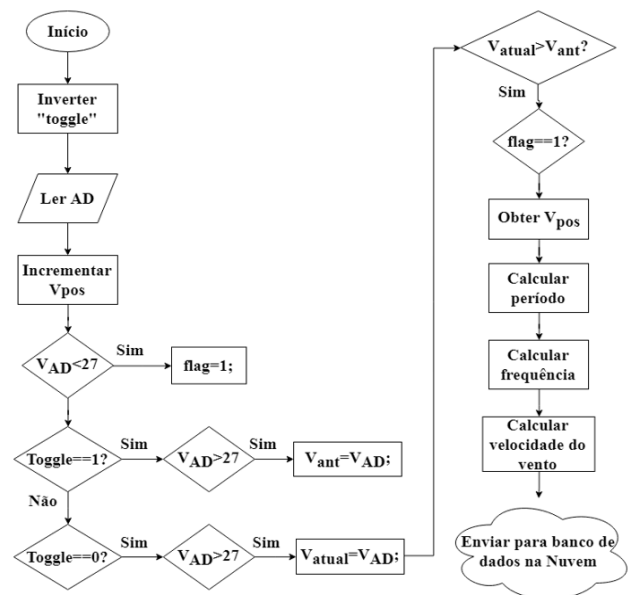 Início
Inverter
"toggle"
Ler AD
Incrementar
Vpos
VAD<27
Sim
flag=1;
Toggle==1?
Sim
VAD>27
Sim
Vant=VAD;
Não
Toggle==0?
Sim
VAD>27
Sim
Vatual=VAD;
Vatual>Vant?
Sim
flag==1?
Obter Vpos
Calcular
período
Calcular
frequência
Calcular
velocidade do
vento
Enviar para banco de
dados na Nuvem